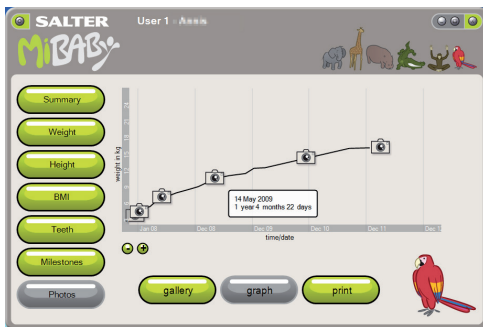 SALTER
User 1 -
MiBABy
Summary
Weight
Height
BMI
Teeth
Milestones
Photos
weight in kg
14 May 2009
1 year 4 months 22 days
Jan 08
Dec 08
Dec 09
Dec 10
Dec 11
time/date
gallery
graph
print